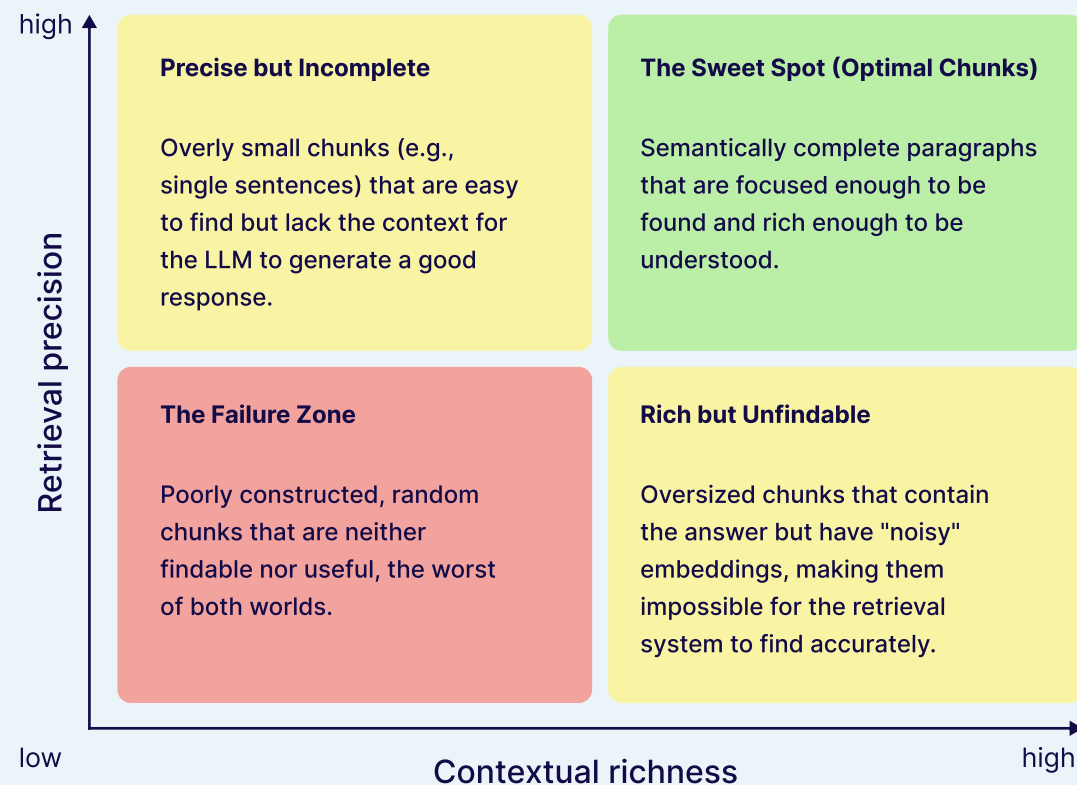 high
Precise but Incomplete
Overly small chunks (e.g.,
single sentences) that are easy
to find but lack the context for
the LLM to generate a good
response.
The Sweet Spot (Optimal Chunks)
Semantically complete paragraphs
that are focused enough to be
found and rich enough to be
understood.
Retrieval precision
The Failure Zone
Poorly constructed, random
chunks that are neither
findable nor useful, the worst
of both worlds.
Rich but Unfindable
Oversized chunks that contain
the answer but have "noisy"
embeddings, making them
impossible for the retrieval
system to find accurately.
low
Contextual richness
high